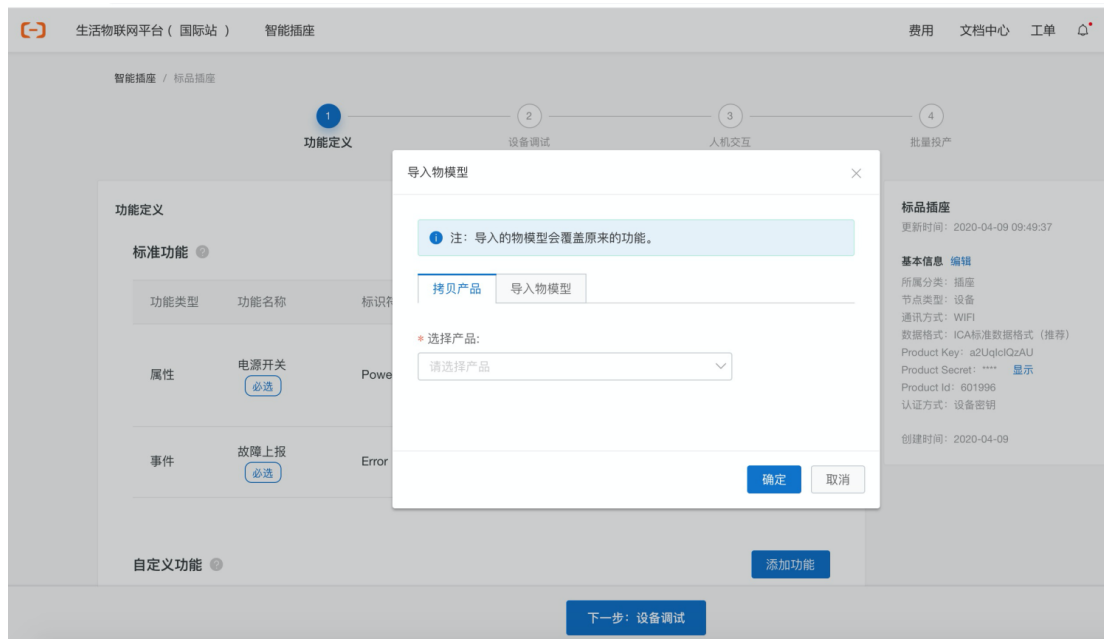 生活物联网平台（ 国际站 ） 智能插座 费用 文档中心 工单
智能插座 / 标品插座
1 2 3 4
功能定义 设备调试 人机交互 批量投产
导入物模型
功能定义
注：导入的物模型会覆盖原来的功能。
标准功能
拷贝产品 导入物模型
功能类型 功能名称 标识符
* 选择产品:
请选择产品
属性 电源开关 Powe
必选
事件 故障上报 Error
必选
确定 取消
自定义功能 添加功能
下一步：设备调试
标品插座
更新时间：2020-04-09 09:49:37
基本信息 编辑
所属分类：插座
节点类型：设备
通讯方式：WIFI
数据格式：ICA标准数据格式（推荐）
Product Key：a2UqlcIQzAU
Product Secret：**** 显示
Product Id：601996
认证方式：设备密钥
创建时间：2020-04-09